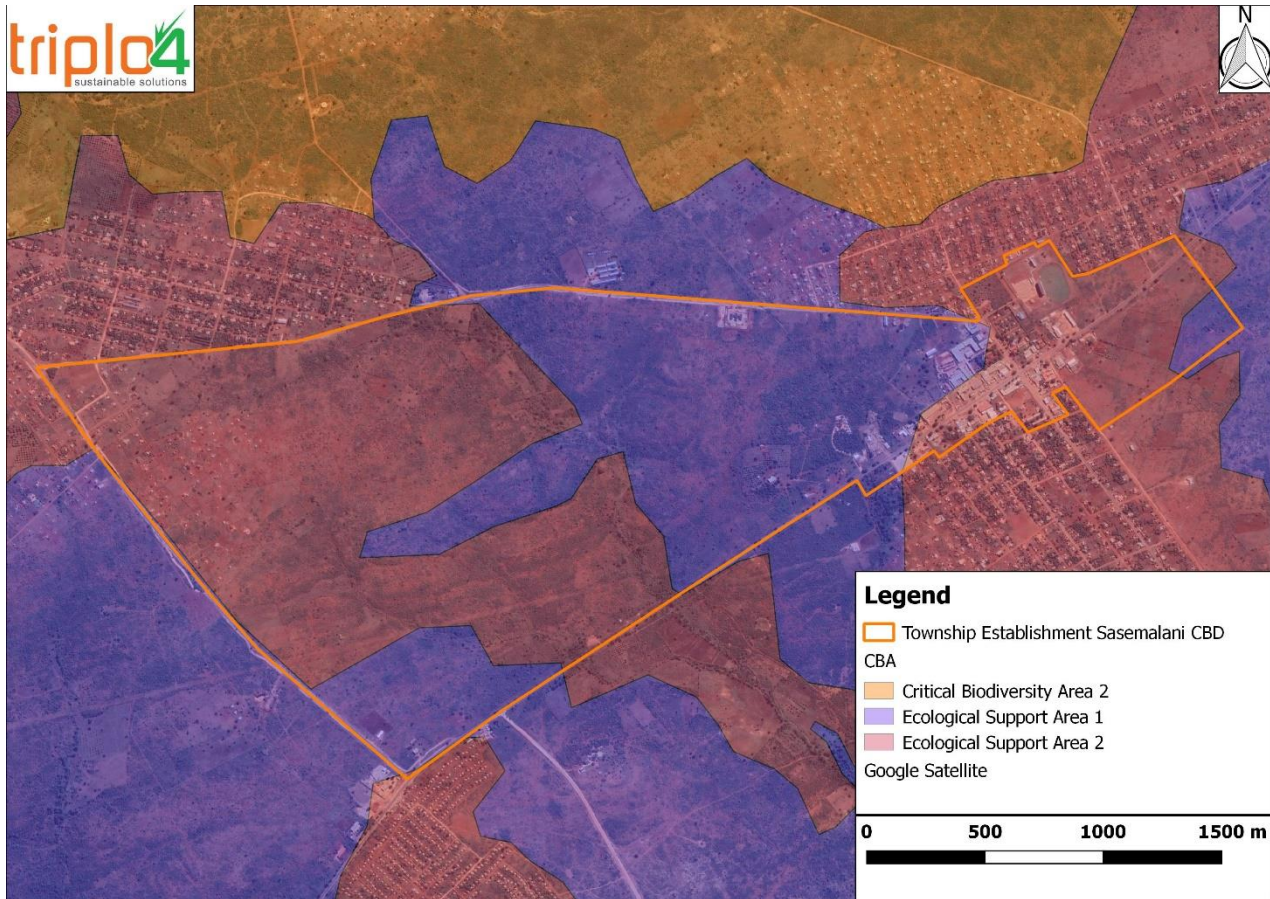 triplo4
sustainable solutions
N
Legend
Township Establishment Sasemalani CBD
CBA
Critical Biodiversity Area 2
Ecological Support Area 1
Ecological Support Area 2
Google Satellite
0 500 1000 1500 m